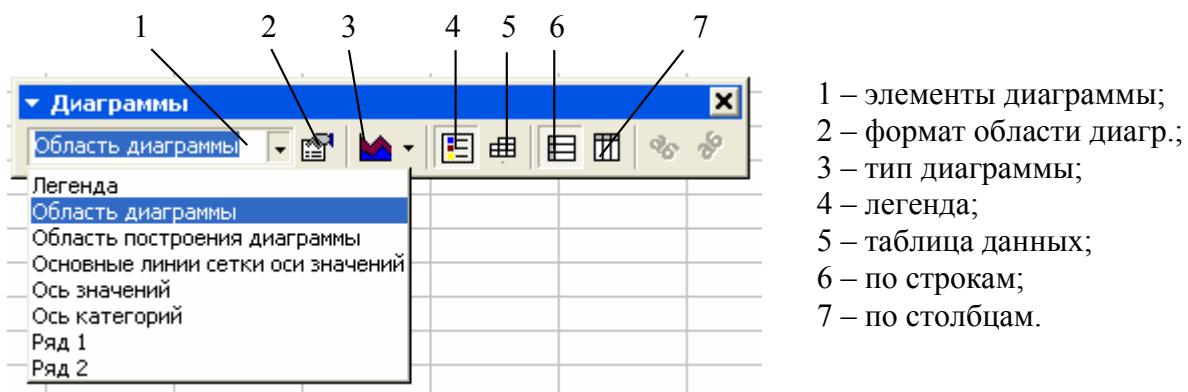 1 2 3 4 5 6 7
Диаграммы
Область диаграммы
Легенда
Область диаграммы
Область построения диаграммы
Основные линии сетки оси значений
Ось значений
Ось категорий
Ряд 1
Ряд 2
1 – элементы диаграммы;
2 – формат области диагр.;
3 – тип диаграммы;
4 – легенда;
5 – таблица данных;
6 – по строкам;
7 – по столбцам.